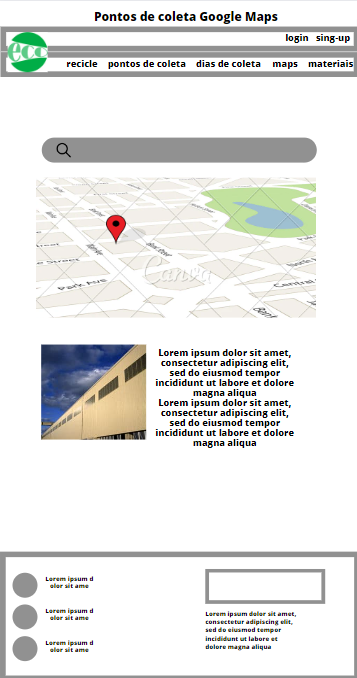 Pontos de coleta Google Maps
login sing-up
eco
recicle pontos de coleta dias de coleta maps materiais
Park Ave
Canva
Lorem ipsum dolor sit amet,
consectetur adipiscing elit,
sed do eiusmod tempor
incididunt ut labore et dolore
magna aliqua
Lorem ipsum dolor sit amet,
consectetur adipiscing elit,
sed do eiusmod tempor
incididunt ut labore et dolore
magna aliqua
Lorem ipsum d
olor sit ame
Lorem ipsum d
olor sit ame
Lorem ipsum d
olor sit ame
Lorem ipsum dolor sit amet,
consectetur adipiscing elit,
sed do eiusmod tempor
incididunt ut labore et
dolore magna aliqua